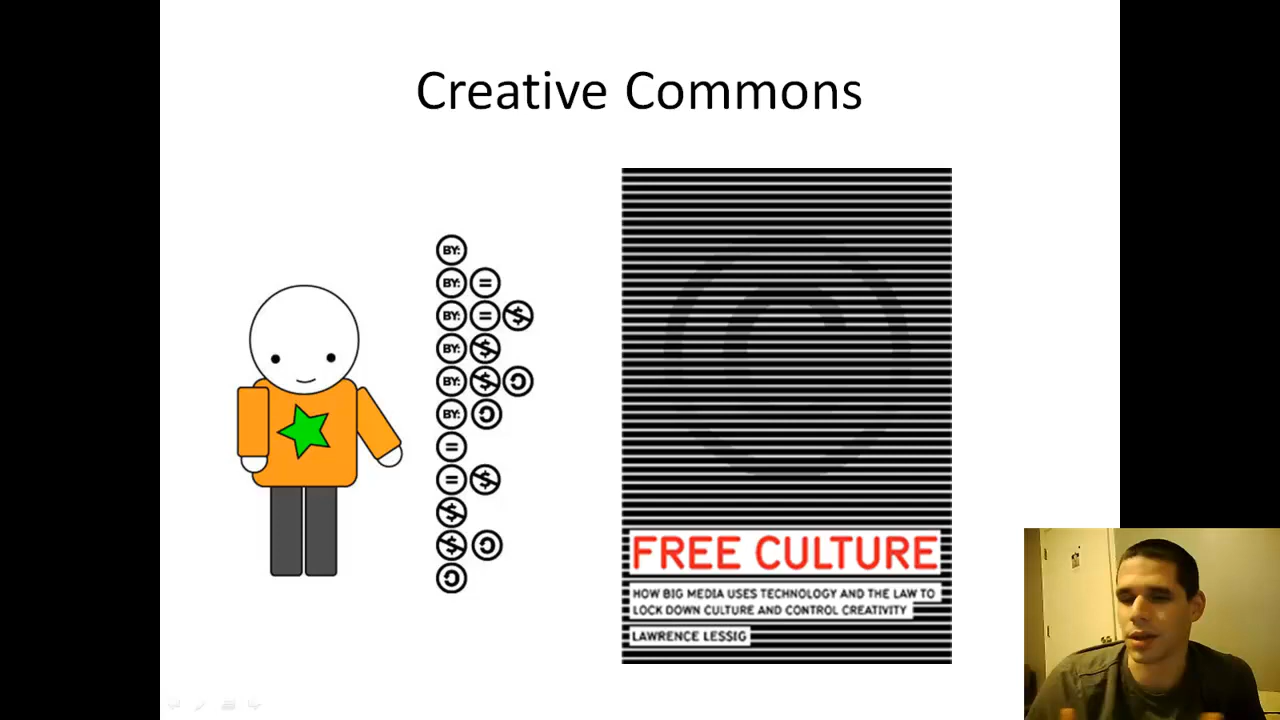 Creative Commons
BY:
BY: =
BY: = $
BY: $
BY: $
BY:
=
= $
$
$
FREE CULTURE
HOW BIG MEDIA USES TECHNOLOGY AND THE LAW TO
LOCK DOWN CULTURE AND CONTROL CREATIVITY
LAWRENCE LESSIG